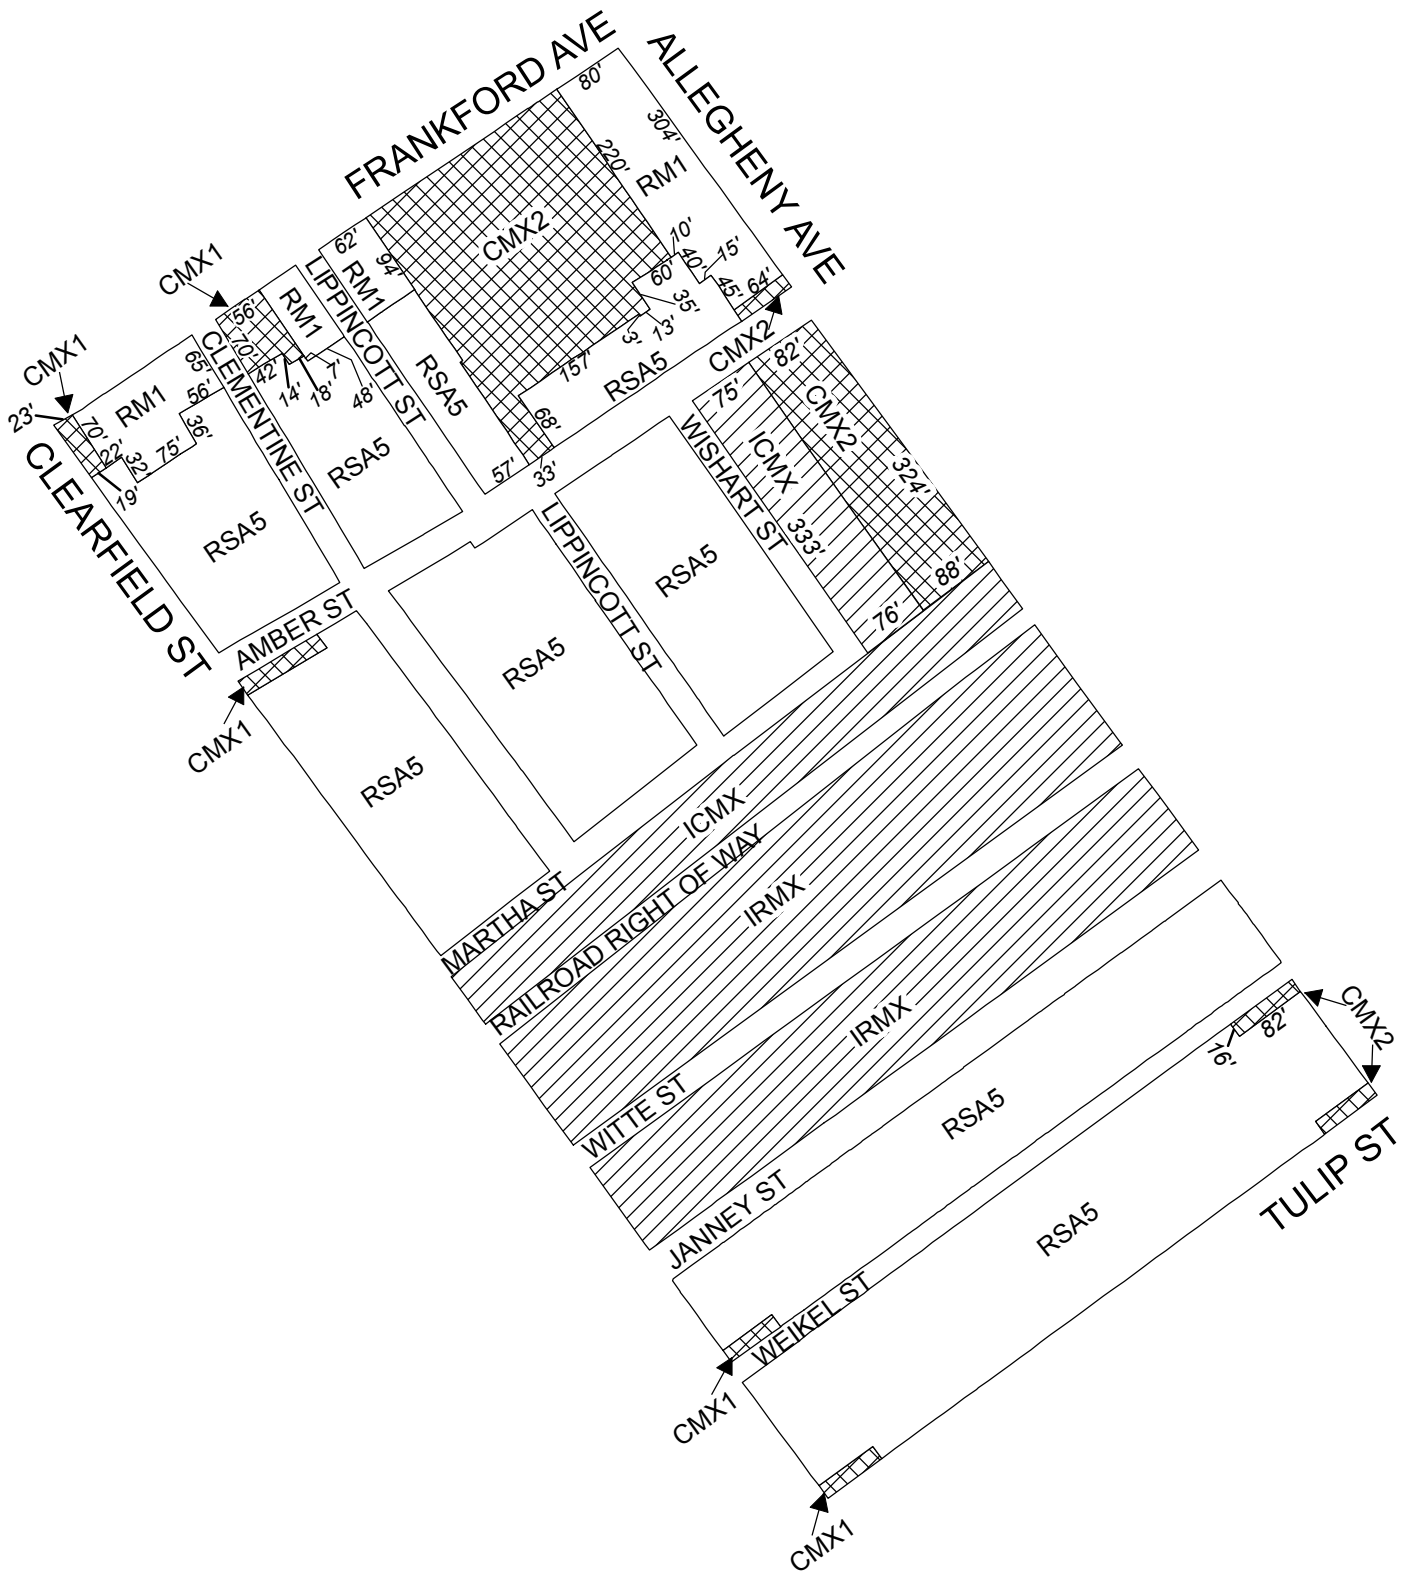 FRANKFORD AVE
ALLEGHENY AVE
80'
304'
220'
RM1
CMX2
62'
94'
RM1
LIPPINCOTT ST
10'
40'
15'
60'
45'
64'
35'
13'
3'
157'
RSA5
CMX2
68'
57'
33'
RSA5
CMX1
56'
RM1
70'
42'
14'
18'
7'
48'
RSA5
CLEMENTINE ST
CMX1
23'
65'
RM1
70'
56'
36'
22'
32'
75'
19'
RSA5
CLEARFIELD ST
82'
75'
CMX2
ICMX
324'
333'
88'
76'
WISHART ST
RSA5
LIPPINCOTT ST
RSA5
AMBER ST
CMX1
RSA5
MARTHA ST
ICMX
RAILROAD RIGHT OF WAY
IRMX
WITTE ST
IRMX
JANNEY ST
RSA5
CMX2
82'
16'
WEIKEL ST
CMX1
RSA5
TULIP ST
CMX1